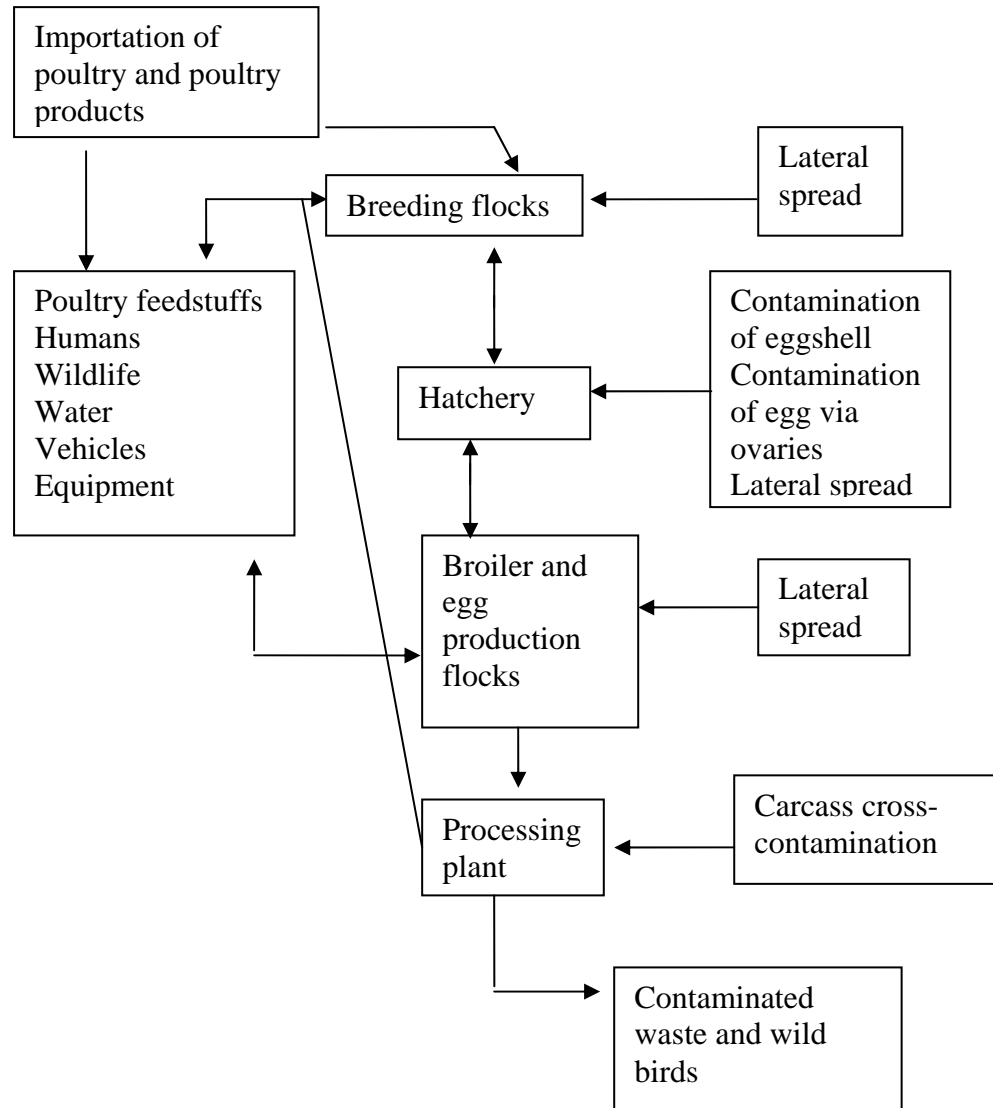 Importation of
poultry and poultry
products
Lateral
spread
Breeding flocks
Poultry feedstuffs
Humans
Wildlife
Water
Vehicles
Equipment
Contamination
of eggshell
Contamination
of egg via
ovaries
Lateral spread
Hatchery
Broiler and
egg
production
flocks
Lateral
spread
Processing
plant
Carcass cross-
contamination
Contaminated
waste and wild
birds